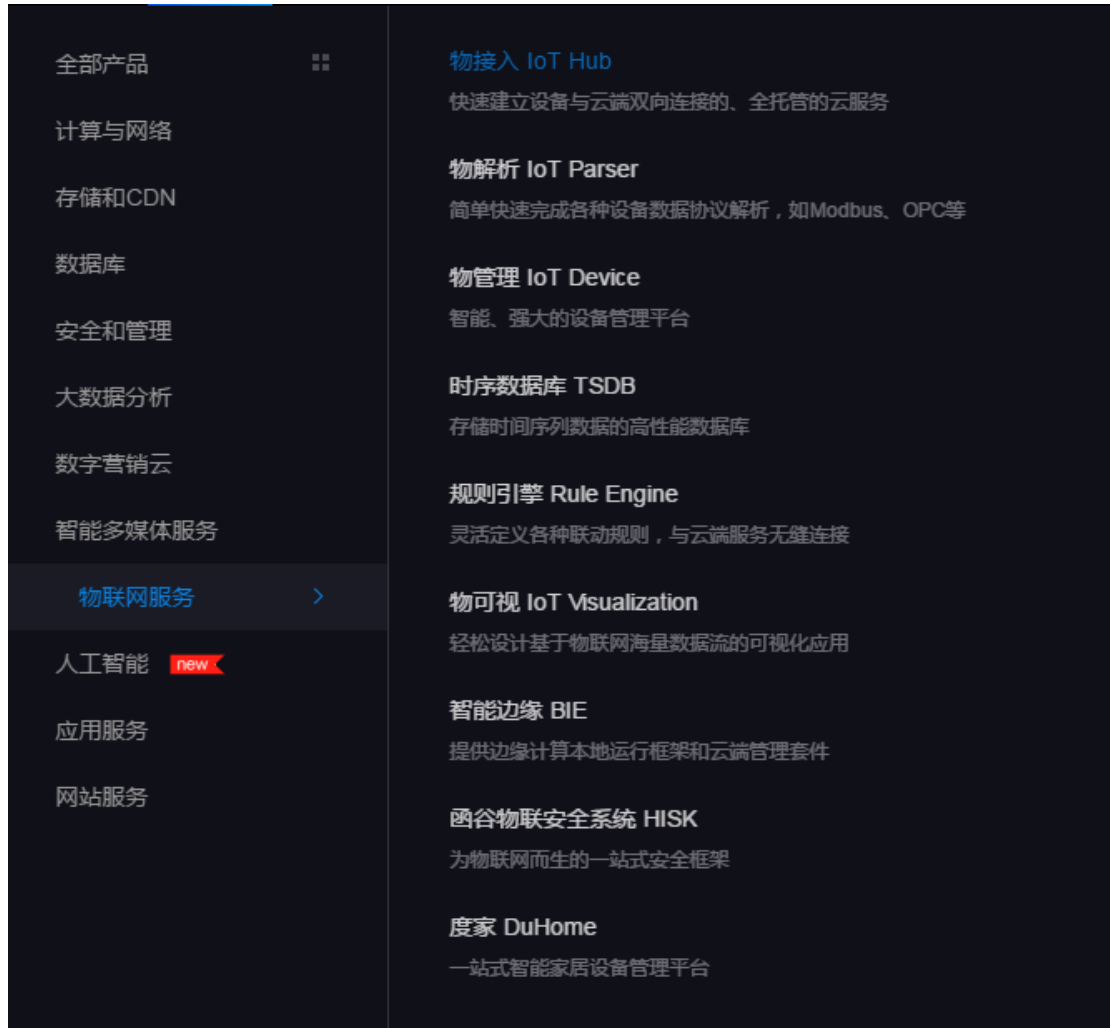 全部产品
计算与网络
存储和CDN
数据库
安全和管理
大数据分析
数字营销云
智能多媒体服务
物联网服务
人工智能 new
应用服务
网站服务
物接入 IoT Hub
快速建立设备与云端双向连接的、全托管的云服务
物解析 IoT Parser
简单快速完成各种设备数据协议解析，如Modbus、OPC等
物管理 IoT Device
智能、强大的设备管理平台
时序数据库 TSDB
存储时间序列数据的高性能数据库
规则引擎 Rule Engine
灵活定义各种联动规则，与云端服务无缝连接
物可视 IoT Visualization
轻松设计基于物联网海量数据流的可视化应用
智能边缘 BIE
提供边缘计算本地运行框架和云端管理套件
函谷物联安全系统 HISK
为物联网而生的一站式安全框架
度家 DuHome
一站式智能家居设备管理平台